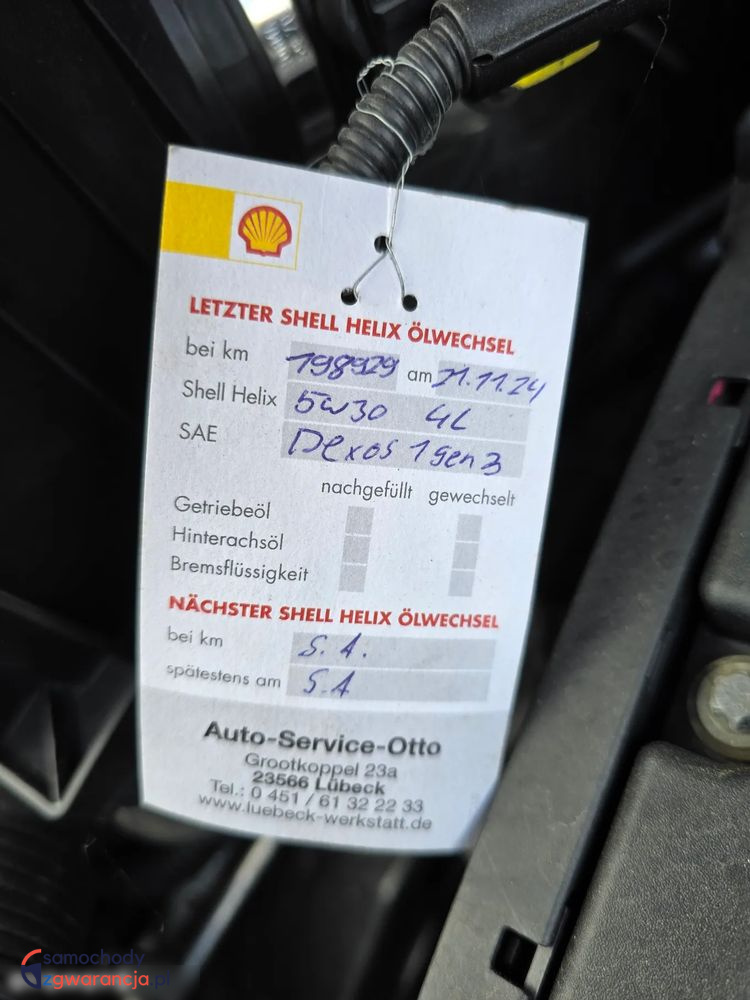 LETZTER SHELL HELIX ÖLWECHSEL
bei km 198929 am 21.11.24
Shell Helix 5W30 4L
SAE Dexos 1 gen 3
nachgefüllt gewechselt
Getriebeöl
Hinterachsöl
Bremsflüssigkeit
NÄCHSTER SHELL HELIX ÖLWECHSEL
bei km S.A.
spätestens am S.A
Auto-Service-Otto
Grootkoppel 23a
23566 Lübeck
Tel.: 0 451 / 61 32 22 33
www.luebeck-werkstatt.de
samochody
zgwarancja.pl